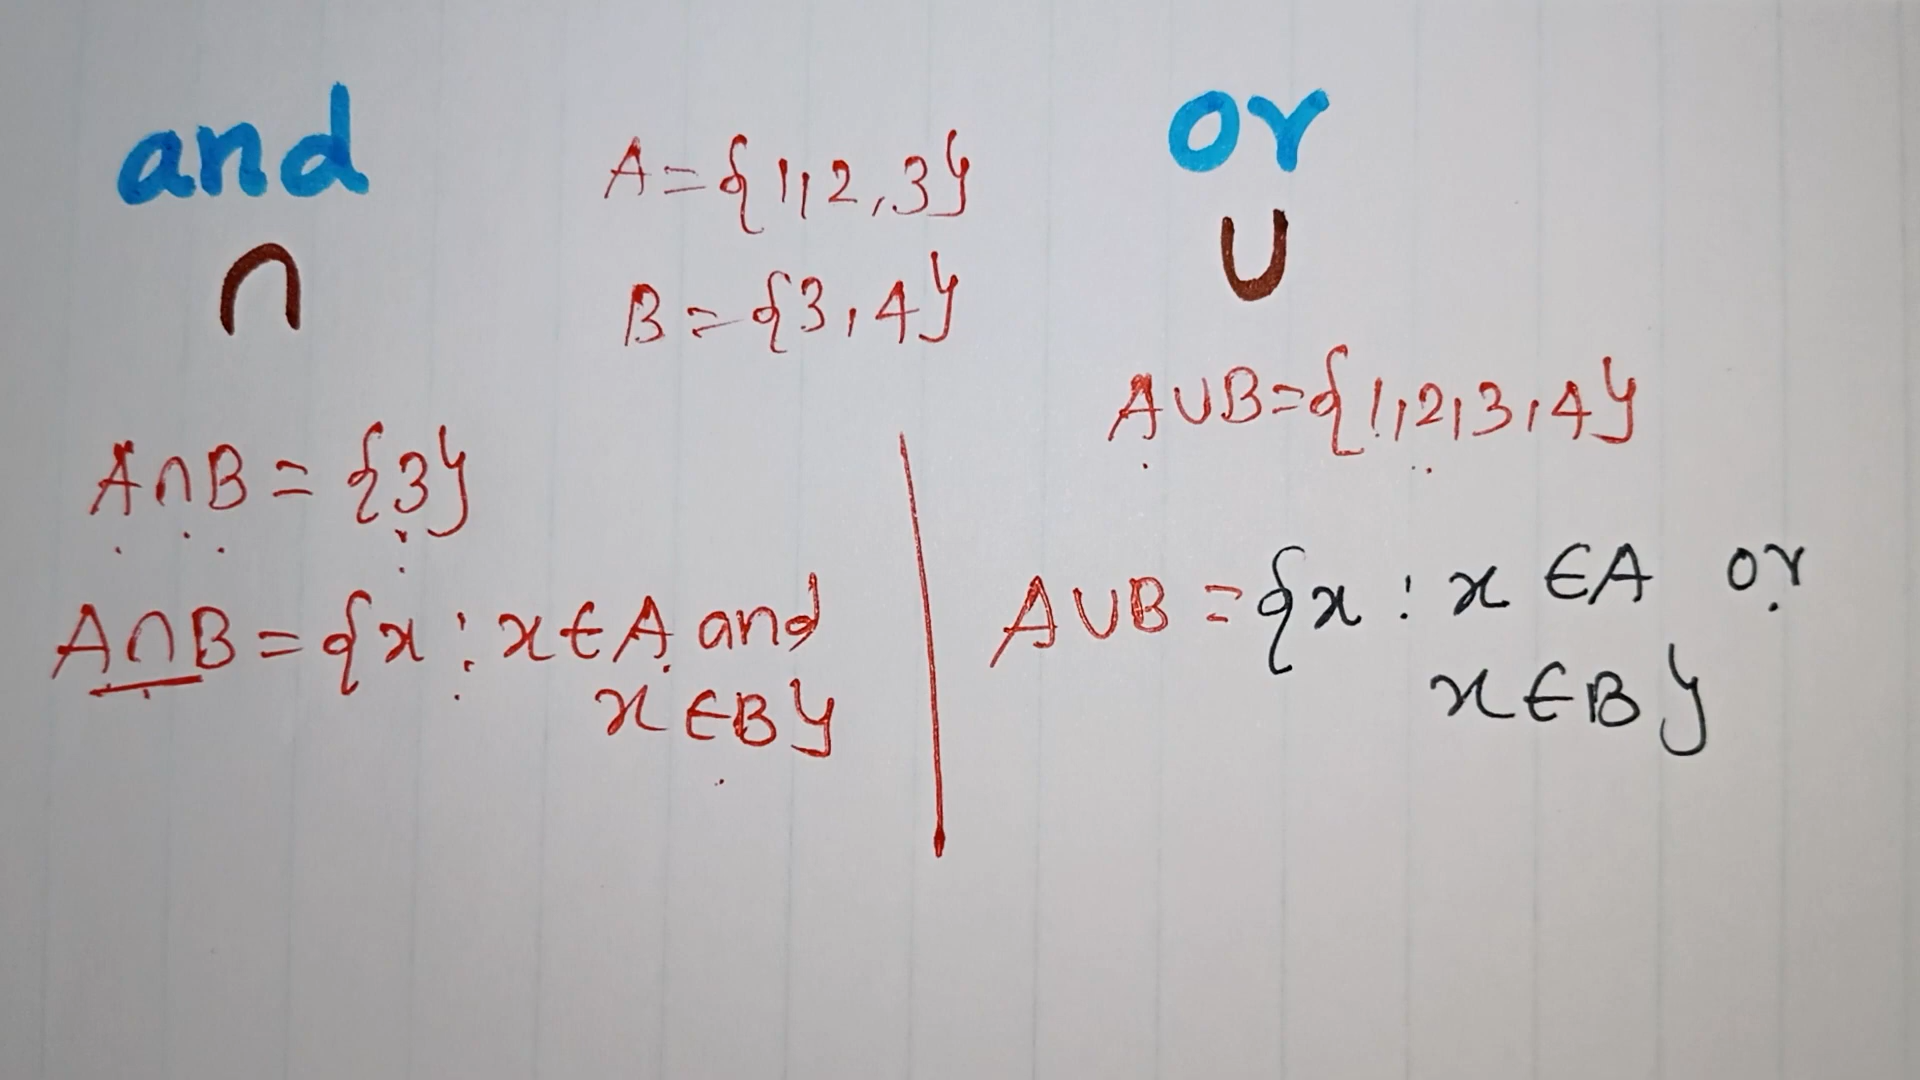 and
∩
A={1,2,3}
B={3,4}
or
∪
A∩B={3}
A∩B={x:x∈A and
x∈B}
A∪B={1,2,3,4}
A∪B={x:x∈A or
x∈B}